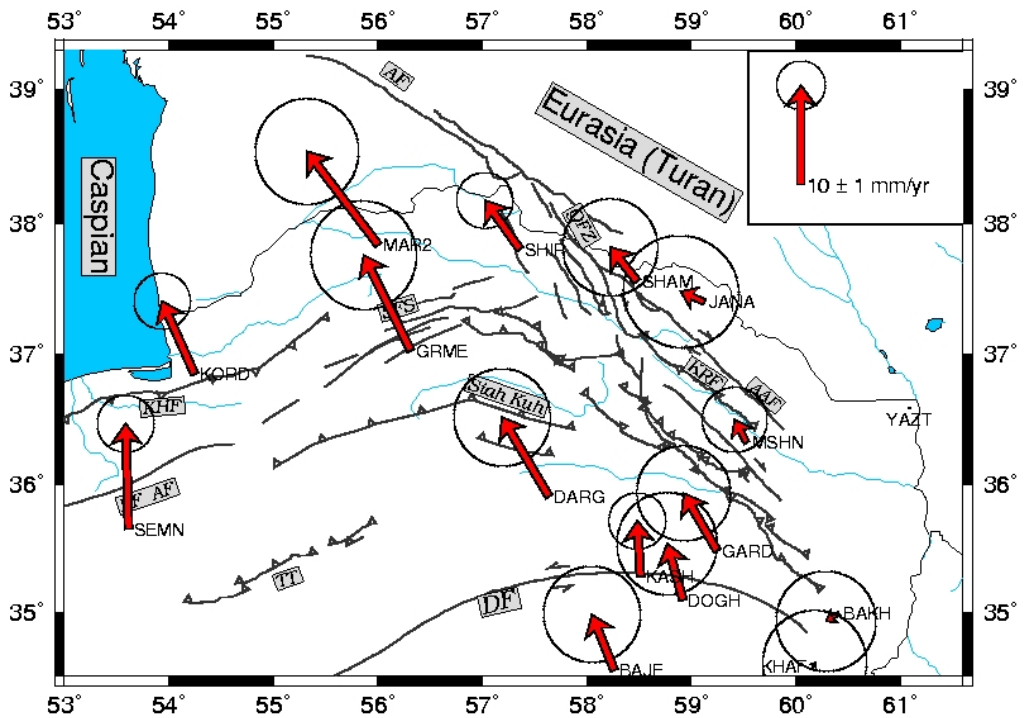 53° 54° 55° 56° 57° 58° 59° 60° 61°
39° 39°
AF
Eurasia (Turan)
10 ± 1 mm/yr
Caspian
38° 38°
MAR2
SHIR
QFZ
SHAM
JANA
SFS
GRME
37° 37°
KORD
KHF
Siah Kuh
KRF
AAF
YAZT
MSHN
36° 36°
AF
DARG
SEMN
GARD
TT
KASH
DOGH
DF
35° 35°
BAKH
KHAF
BAJE
53° 54° 55° 56° 57° 58° 59° 60° 61°